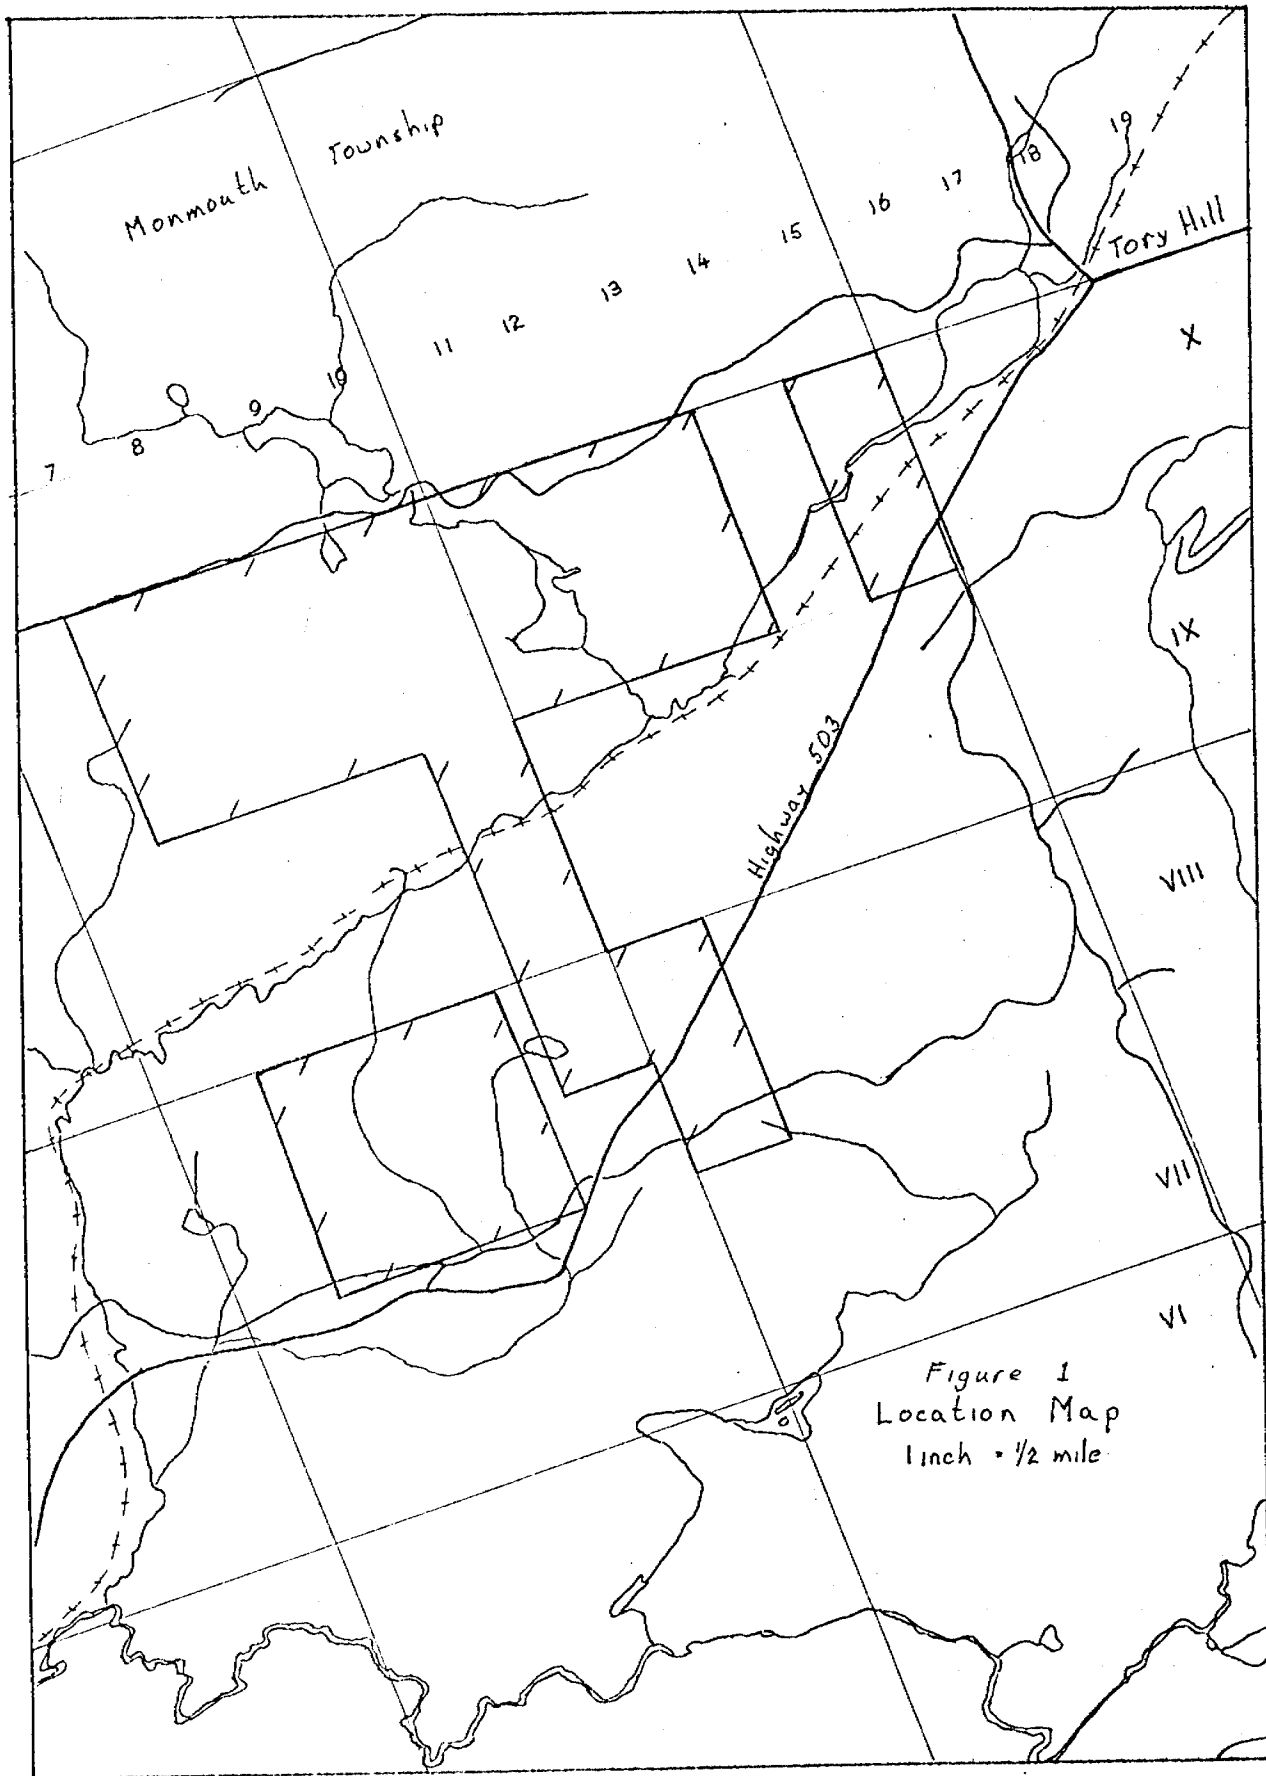 Monmouth Township
19
18
17
16
15
14
13
12
11
10
9
8
7
Tory Hill
X
IX
Highway 503
VIII
VII
VI
Figure 1
Location Map
1 inch = 1/2 mile